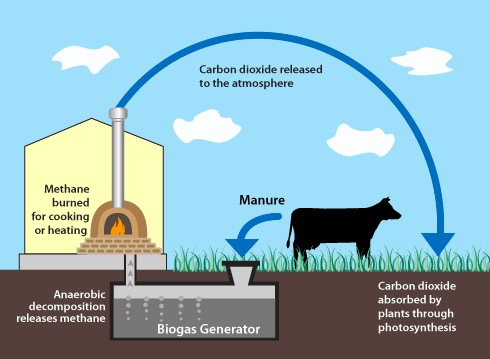 Carbon dioxide released
to the atmosphere
Methane
burned
for cooking
or heating
Manure
Anaerobic
decomposition
releases methane
Biogas Generator
Carbon dioxide
absorbed by
plants through
photosynthesis